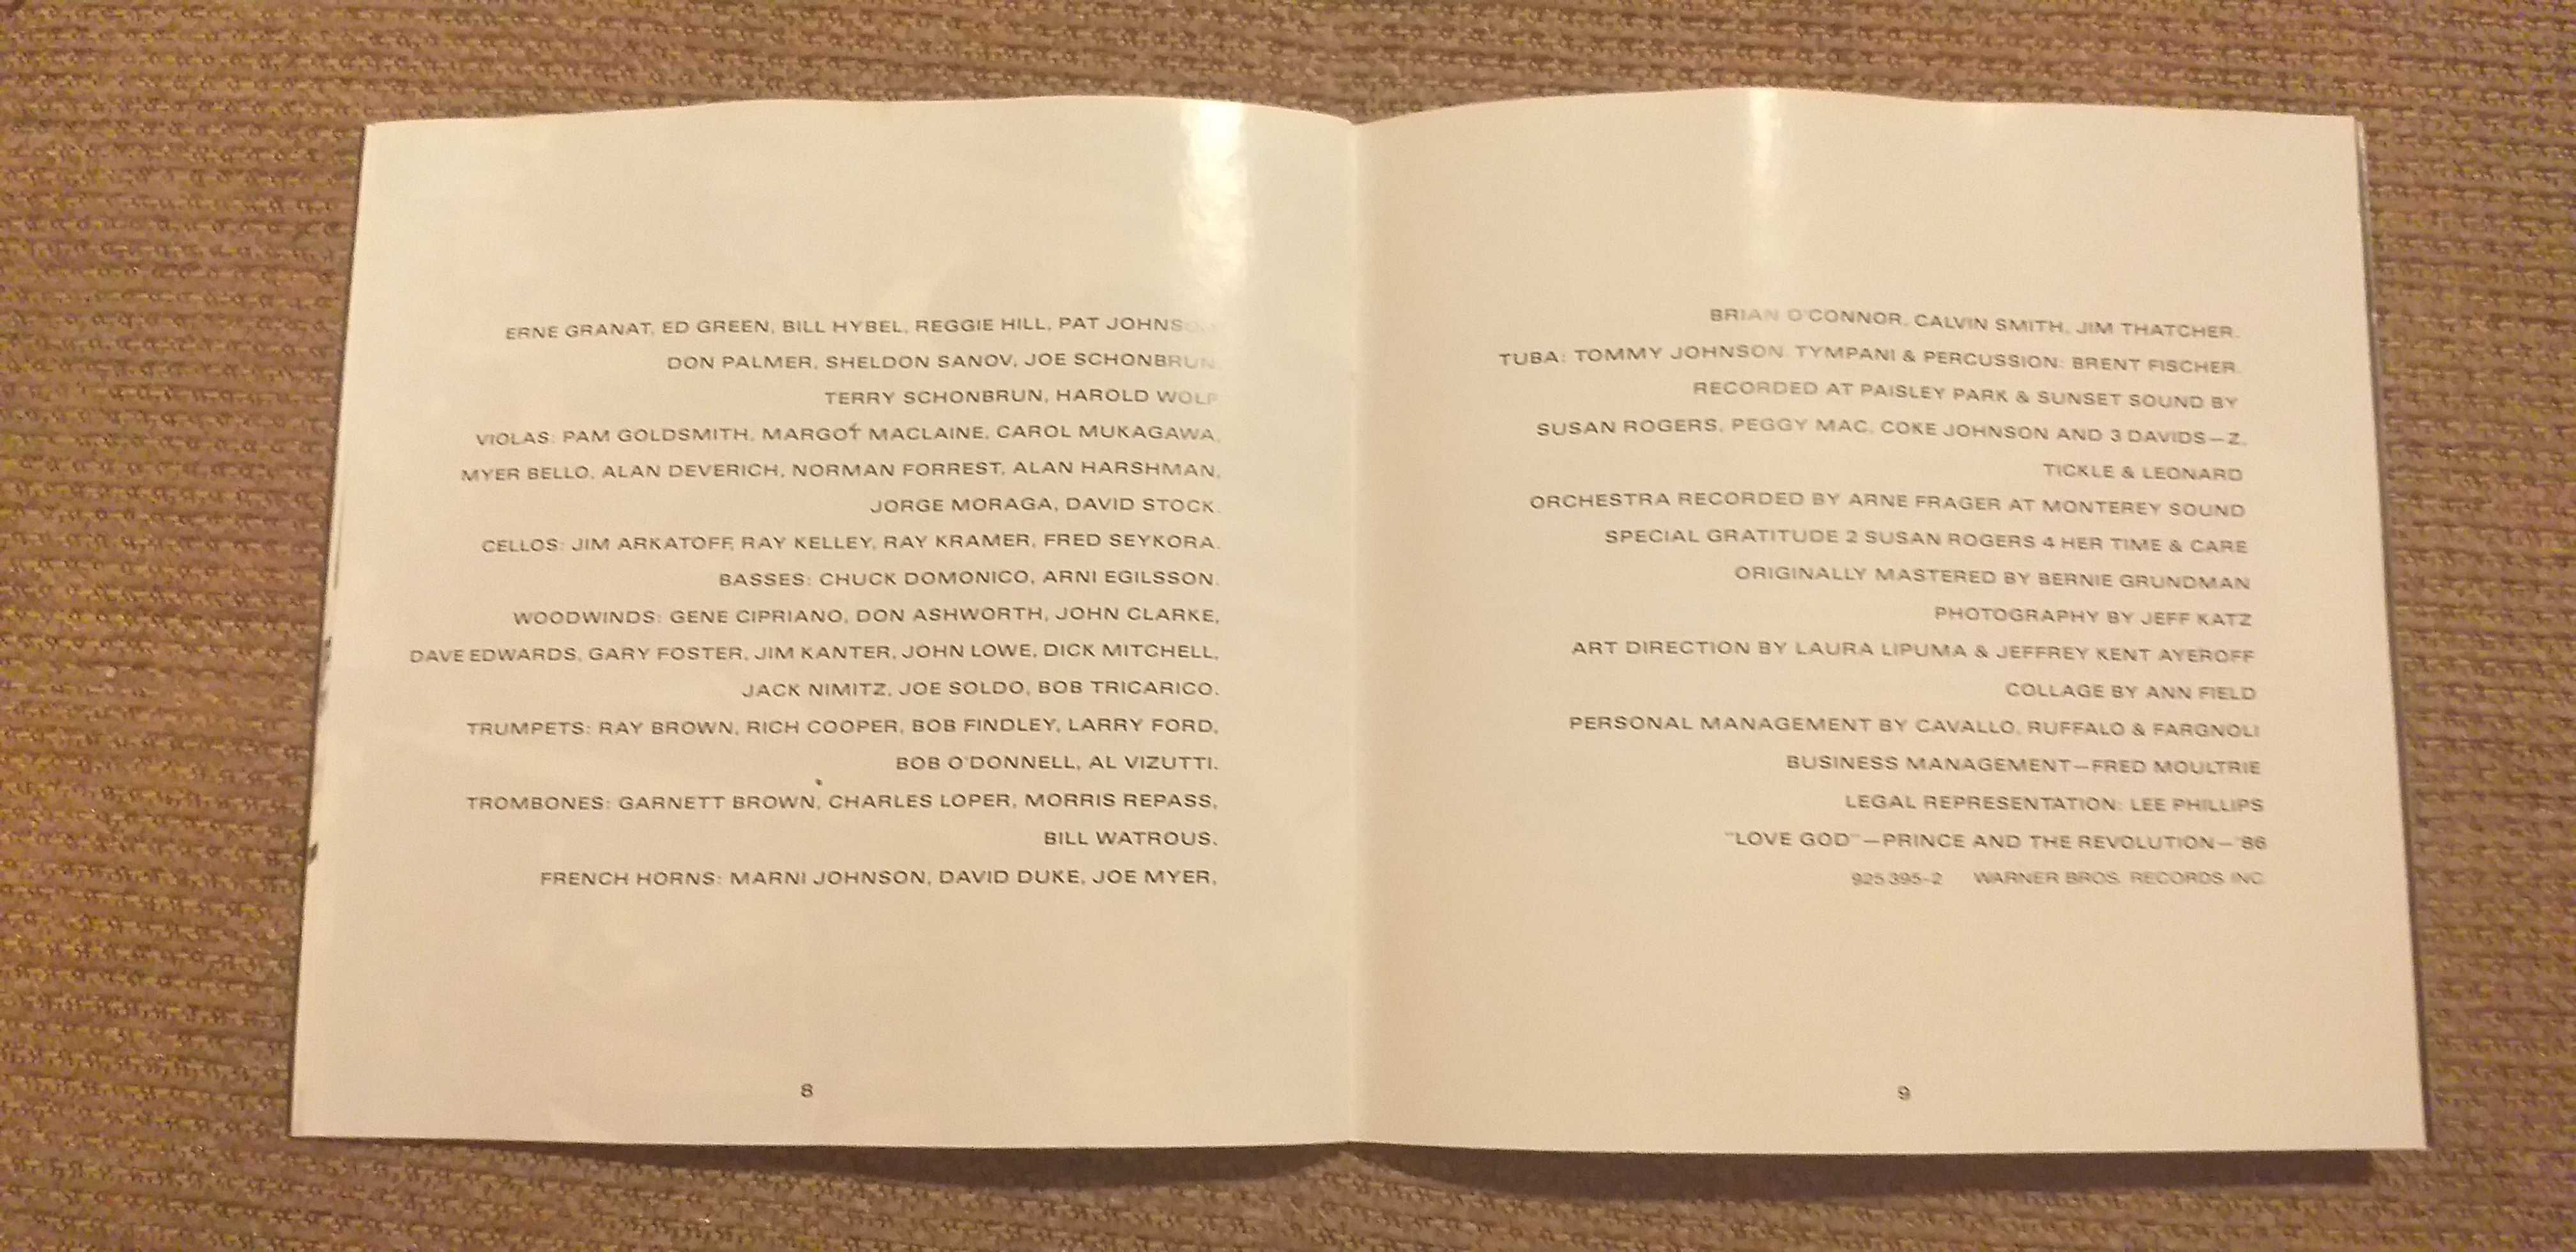 ERNE GRANAT, ED GREEN, BILL HYBEL, REGGIE HILL, PAT
DON PALMER, SHELDON SANOV, JOE SCHONBRUN,
TERRY SCHONBRUN, HAROLD WOLF
VIOLAS: PAM GOLDSMITH, MARGOT MACLAINE, CAROL MUKAGAWA,
MYER BELLO, ALAN DEVERICH, NORMAN FORREST, ALAN HARSHMAN,
JORGE MORAGA, DAVID STOCK.
CELLOS: JIM ARKATOFF, RAY KELLEY, RAY KRAMER, FRED SEYKORA.
BASSES: CHUCK DOMONICO, ARNI EGILSSON.
WOODWINDS: GENE CIPRIANO, DON ASHWORTH, JOHN CLARKE,
DAVE EDWARDS, GARY FOSTER, JIM KANTER, JOHN LOWE, DICK MITCHELL,
JACK NIMITZ, JOE SOLDO, BOB TRICARICO.
TRUMPETS: RAY BROWN, RICH COOPER, BOB FINDLEY, LARRY FORD,
BOB O'DONNELL, AL VIZUTTI.
TROMBONES: GARNETT BROWN, CHARLES LOPER, MORRIS REPASS,
BILL WATROUS.
FRENCH HORNS: MARNI JOHNSON, DAVID DUKE, JOE MYER,
8
BRIAN O'CONNOR, CALVIN SMITH, JIM THATCHER.
TUBA: TOMMY JOHNSON. TYMPANI & PERCUSSION: BRENT FISCHER.
RECORDED AT PAISLEY PARK & SUNSET SOUND BY
SUSAN ROGERS, PEGGY MAC, COKE JOHNSON AND 3 DAVIDS—Z,
TICKLE & LEONARD
ORCHESTRA RECORDED BY ARNE FRAGER AT MONTEREY SOUND
SPECIAL GRATITUDE 2 SUSAN ROGERS 4 HER TIME & CARE
ORIGINALLY MASTERED BY BERNIE GRUNDMAN
PHOTOGRAPHY BY JEFF KATZ
ART DIRECTION BY LAURA LIPUMA & JEFFREY KENT AYEROFF
COLLAGE BY ANN FIELD
PERSONAL MANAGEMENT BY CAVALLO, RUFFALO & FARGNOLI
BUSINESS MANAGEMENT—FRED MOULTRIE
LEGAL REPRESENTATION: LEE PHILLIPS
"LOVE GOD"—PRINCE AND THE REVOLUTION—'86
925 395-2 WARNER BROS. RECORDS INC.
9